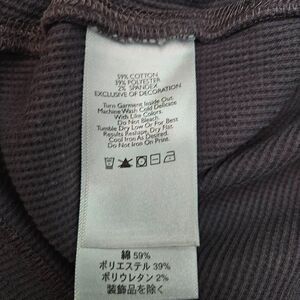 59% COTTON
39% POLYESTER
2% SPANDEX
EXCLUSIVE OF DECORATION
Turn Garment Inside Out.
Machine Wash Cold Delicate
With Like Colors.
Do Not Bleach.
Tumble Dry Low Or For Best
Results Reshape, Dry Flat.
Cool Iron As Desired.
Do Not Iron On Print.
綿 59%
ポリエステル 39%
ポリウレタン 2%
装飾品を除く